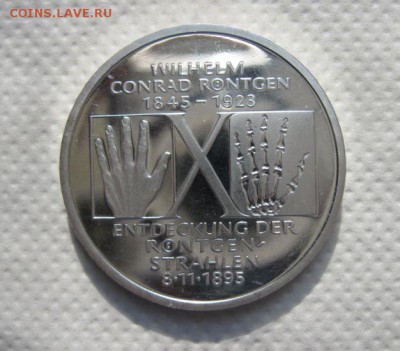 COINS.LAVE.RU
WILHELM
CONRAD RÖNTGEN
1845 – 1923
X
ENTDECKUNG DER
RÖNTGEN-
STRAHLEN
8·11·1895